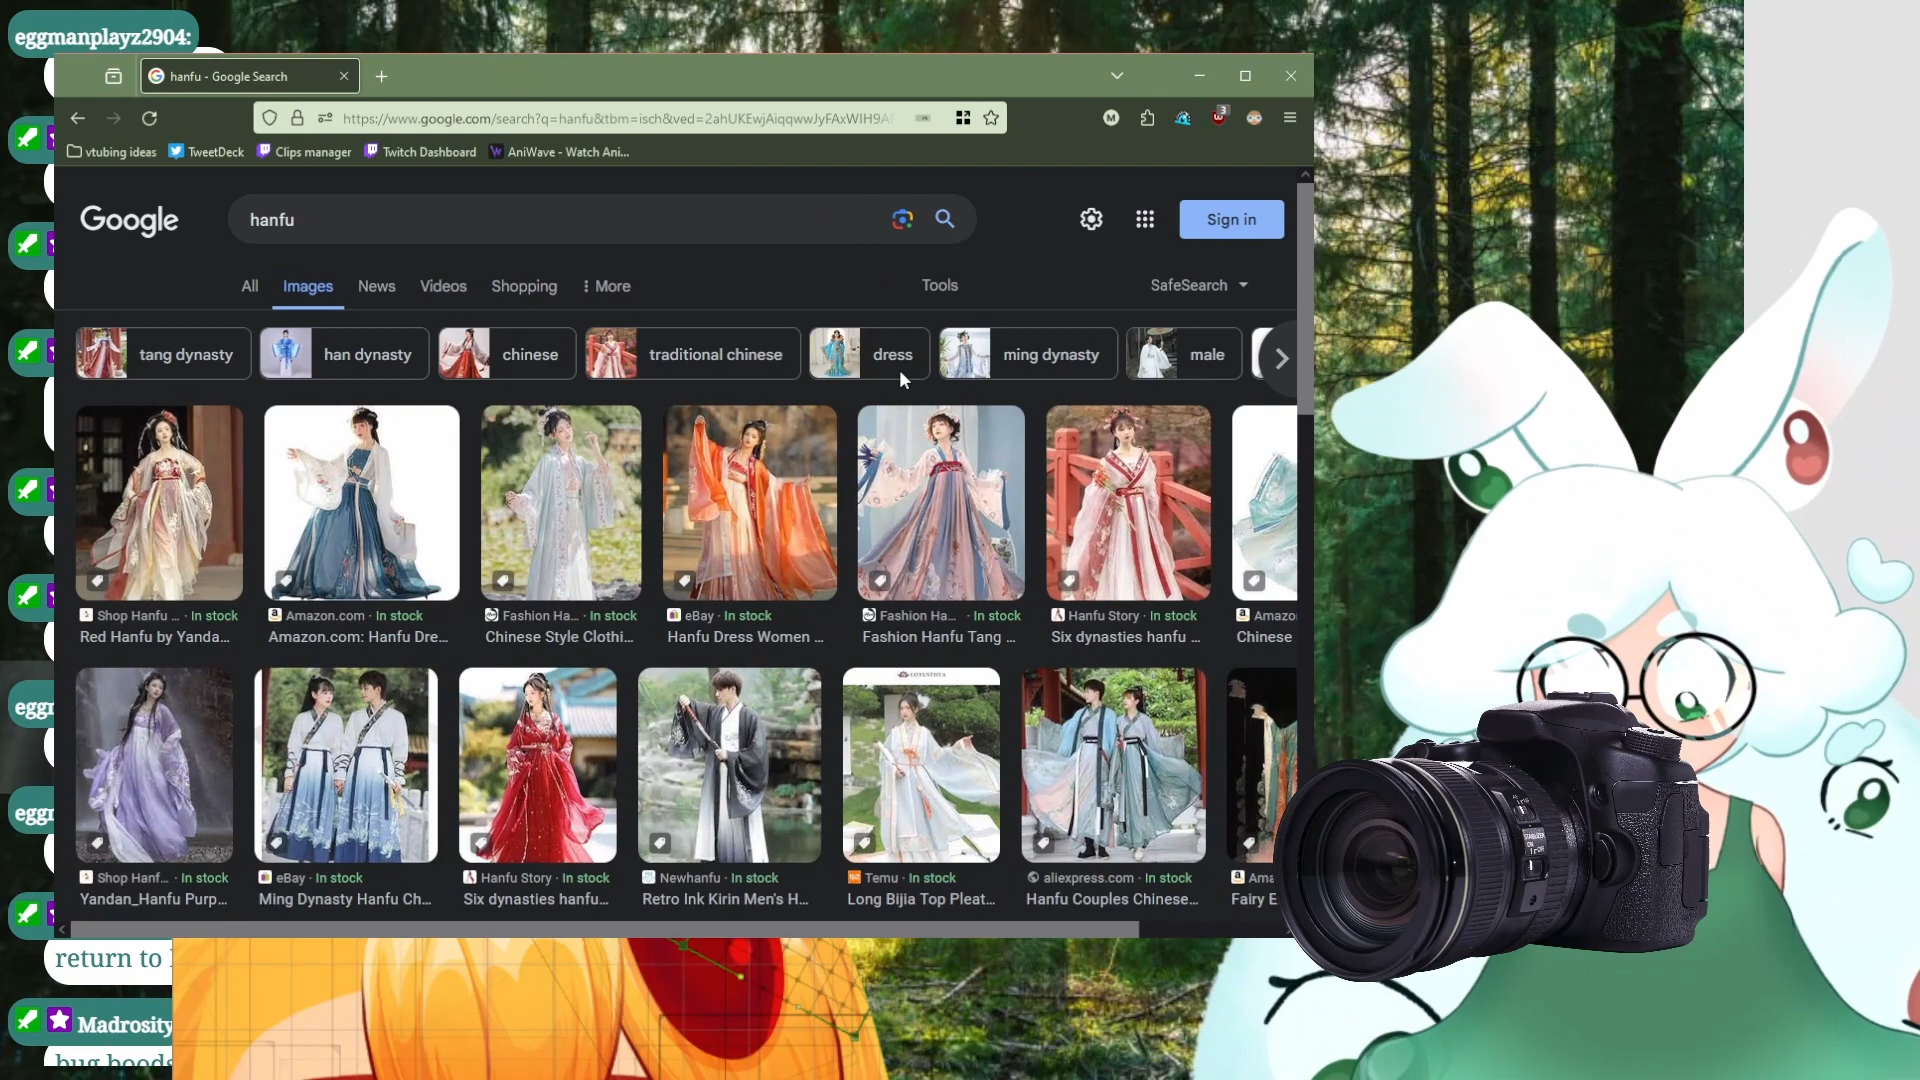 eggmanplayz2904:
hanfu - Google Search
https://www.google.com/search?q=hanfu&tbm=isch&ved=2ahUKEwjAiqqwwJyFAxWIH9A
vtubing ideas
TweetDeck
Clips manager
Twitch Dashboard
AniWave - Watch Ani...
M
3
Google
hanfu
Sign in
All
Images
News
Videos
Shopping
More
Tools
SafeSearch
tang dynasty
han dynasty
chinese
traditional chinese
dress
ming dynasty
male
Shop Hanfu ... · In stock
Red Hanfu by Yanda...
Amazon.com · In stock
Amazon.com: Hanfu Dre...
Fashion Ha... · In stock
Chinese Style Clothi...
eBay · In stock
Hanfu Dress Women ...
Fashion Ha... · In stock
Fashion Hanfu Tang ...
Hanfu Story · In stock
Six dynasties hanfu ...
Amazo
Chinese
Shop Hanf... · In stock
Yandan_Hanfu Purp...
eBay · In stock
Ming Dynasty Hanfu Ch...
Hanfu Story · In stock
Six dynasties hanfu...
Newhanfu · In stock
Retro Ink Kirin Men's H...
Temu · In stock
Long Bijia Top Pleat...
aliexpress.com · In stock
Hanfu Couples Chinese...
Ama
Fairy E
eggr
eggr
return to
Madrosity
bug hoods
STABILIZER